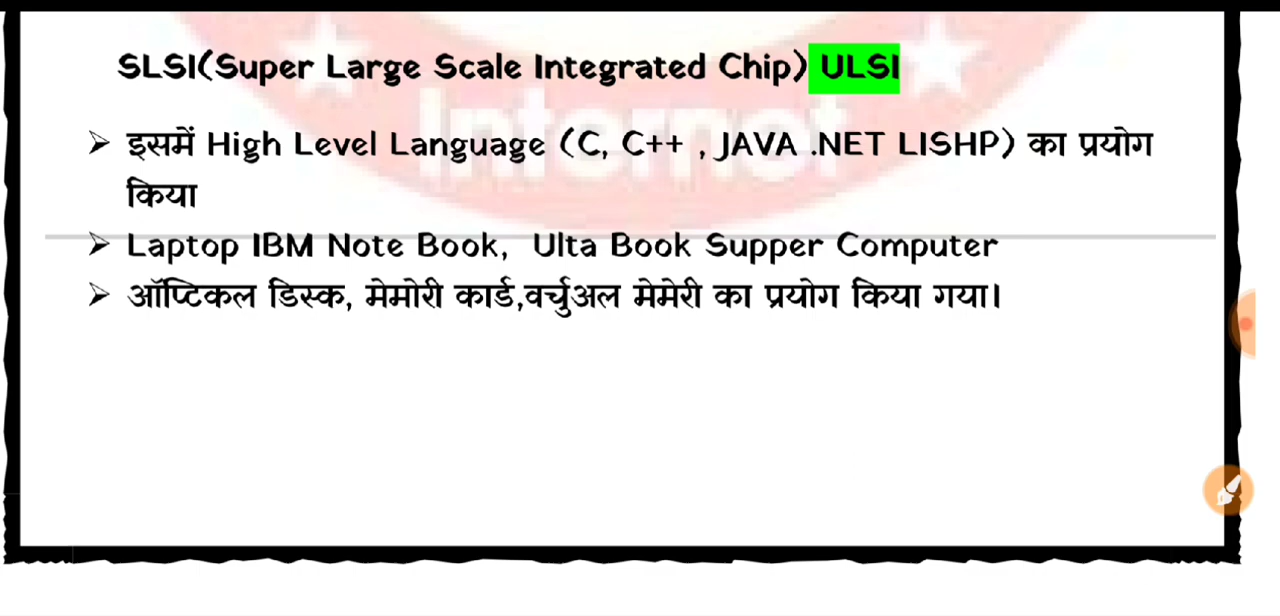 SLSI(Super Large Scale Integrated Chip) ULSI
Internet
➢ इसमें High Level Language (C, C++ , JAVA .NET LISHP) का प्रयोग
किया
➢ Laptop IBM Note Book, Ulta Book Supper Computer
➢ ऑप्टिकल डिस्क, मेमोरी कार्ड,वर्चुअल मेमेरी का प्रयोग किया गया।